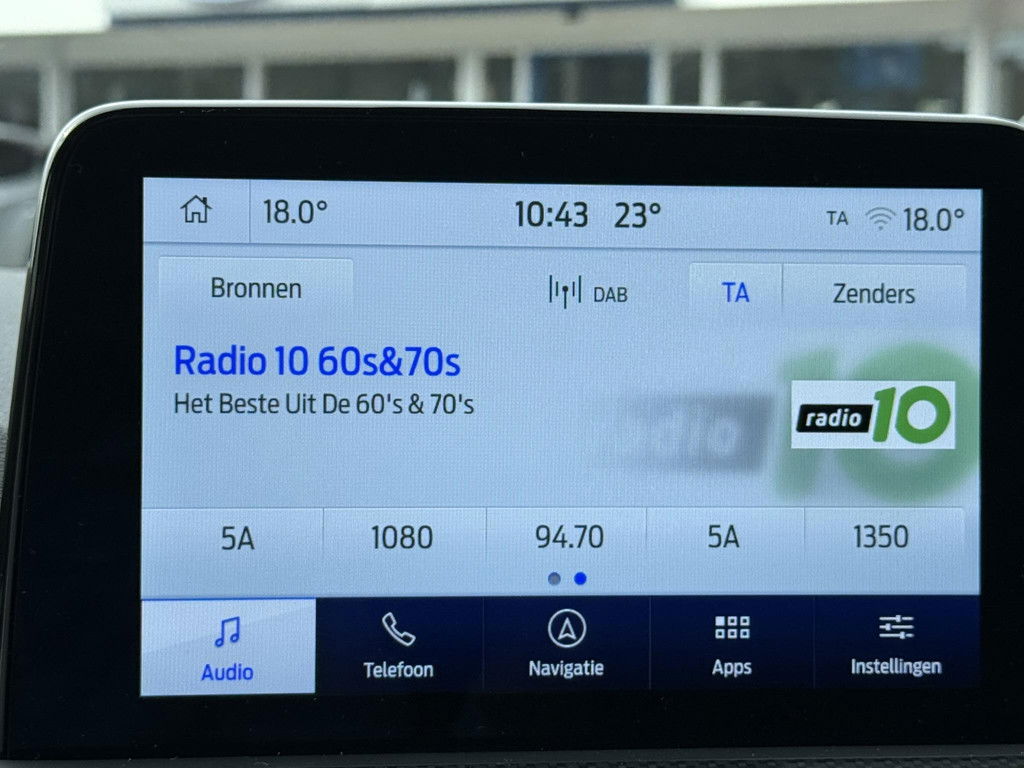 18.0° 10:43 23° TA 18.0°
Bronnen DAB TA Zenders
Radio 10 60s&70s
Het Beste Uit De 60's & 70's
radio 10
5A 1080 94.70 5A 1350
Audio Telefoon Navigatie Apps Instellingen